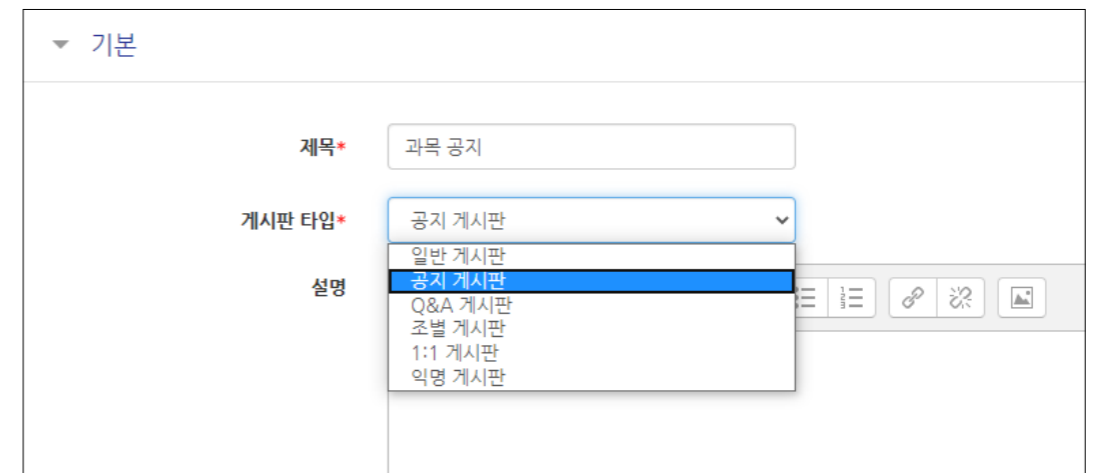 기본
제목*
과목 공지
게시판 타입*
공지 게시판
일반 게시판
공지 게시판
설명
Q&A 게시판
조별 게시판
1:1 게시판
익명 게시판